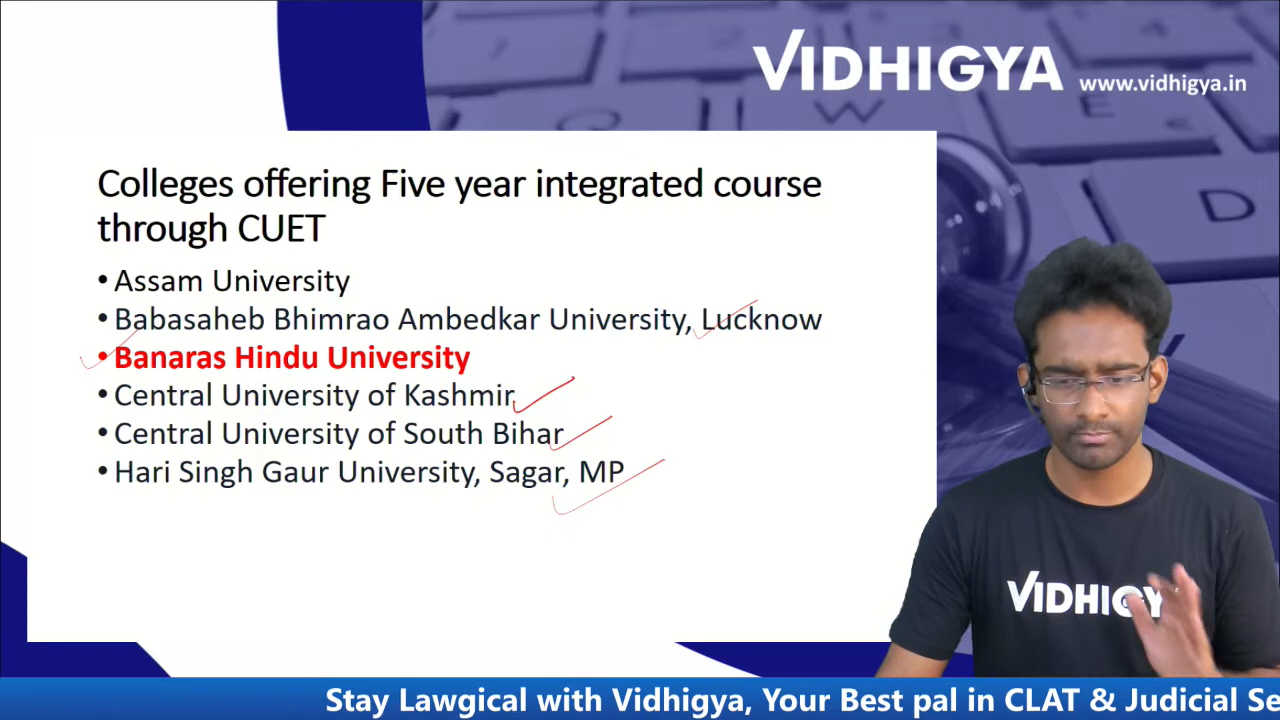 VIDHIGYA www.vidhigya.in
Colleges offering Five year integrated course
through CUET
• Assam University
• Babasaheb Bhimrao Ambedkar University, Lucknow
• Banaras Hindu University
• Central University of Kashmir
• Central University of South Bihar
• Hari Singh Gaur University, Sagar, MP
VIDHIGY
Stay Lawgical with Vidhigya, Your Best pal in CLAT & Judicial Se